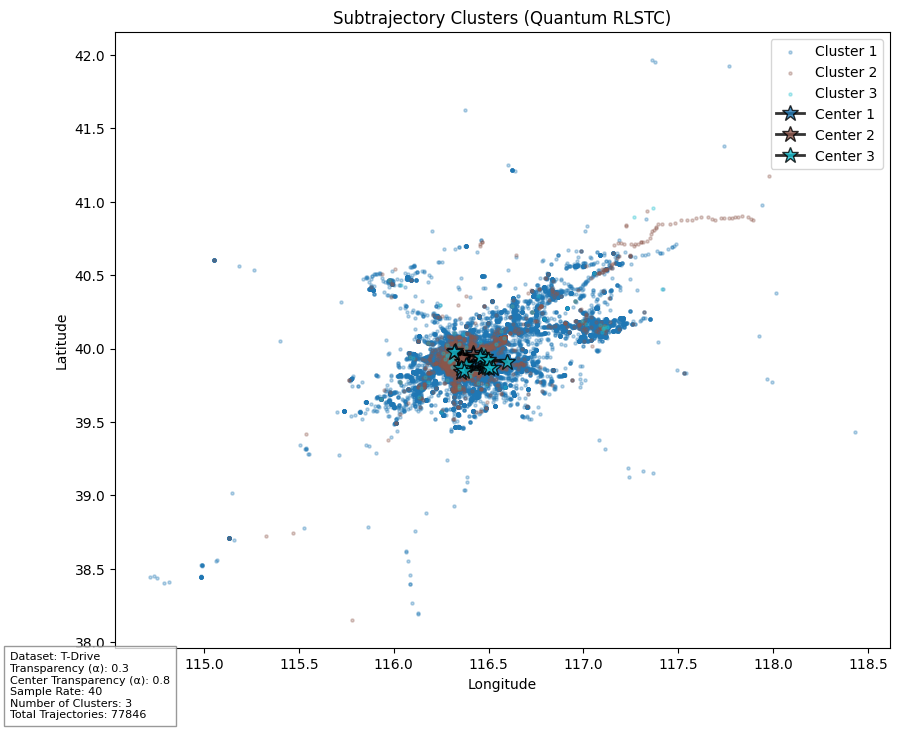 Subtrajectory Clusters (Quantum RLSTC)
Cluster 1
Cluster 2
Cluster 3
Center 1
Center 2
Center 3
42.0
41.5
41.0
40.5
40.0
39.5
39.0
38.5
38.0
Latitude
115.0 115.5 116.0 116.5 117.0 117.5 118.0 118.5
Longitude
Dataset: T-Drive
Transparency (α): 0.3
Center Transparency (α): 0.8
Sample Rate: 40
Number of Clusters: 3
Total Trajectories: 77846